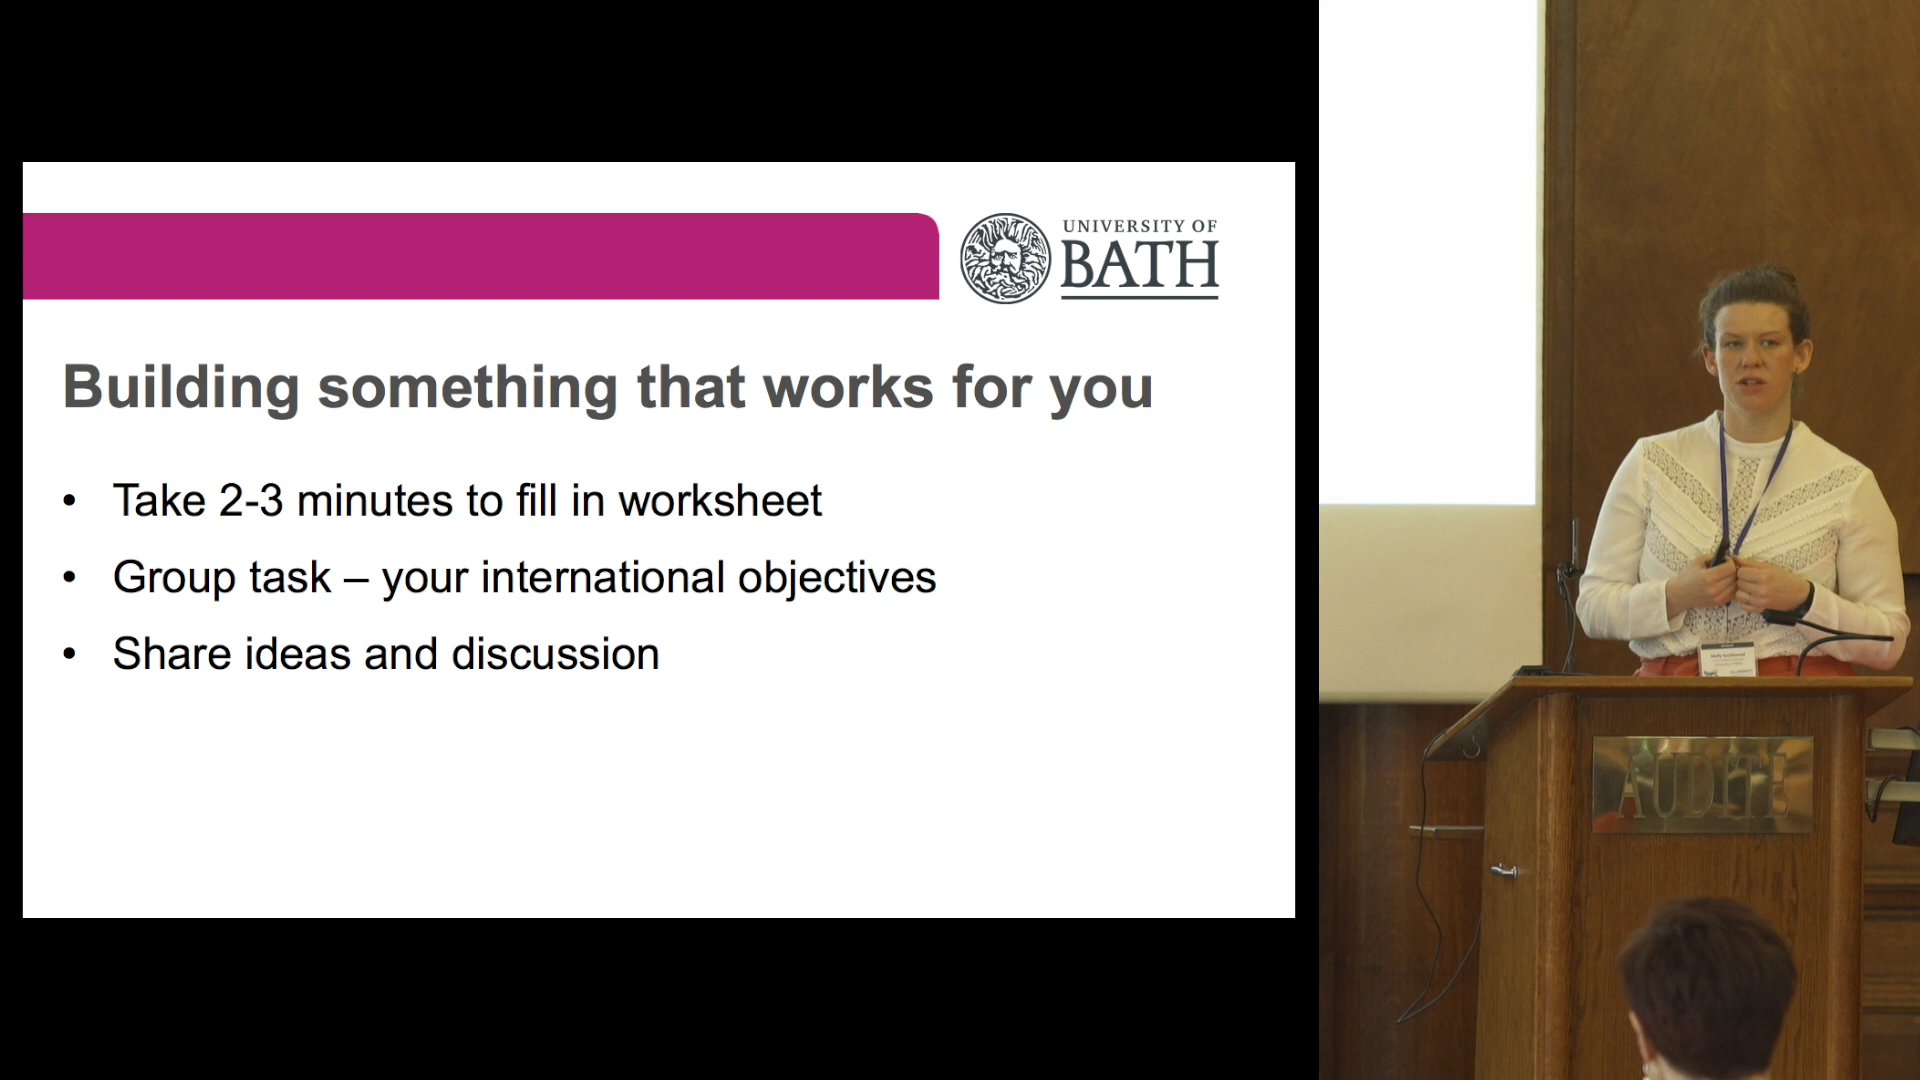 UNIVERSITY OF
BATH
Building something that works for you
• Take 2-3 minutes to fill in worksheet
• Group task – your international objectives
• Share ideas and discussion
AUDITE